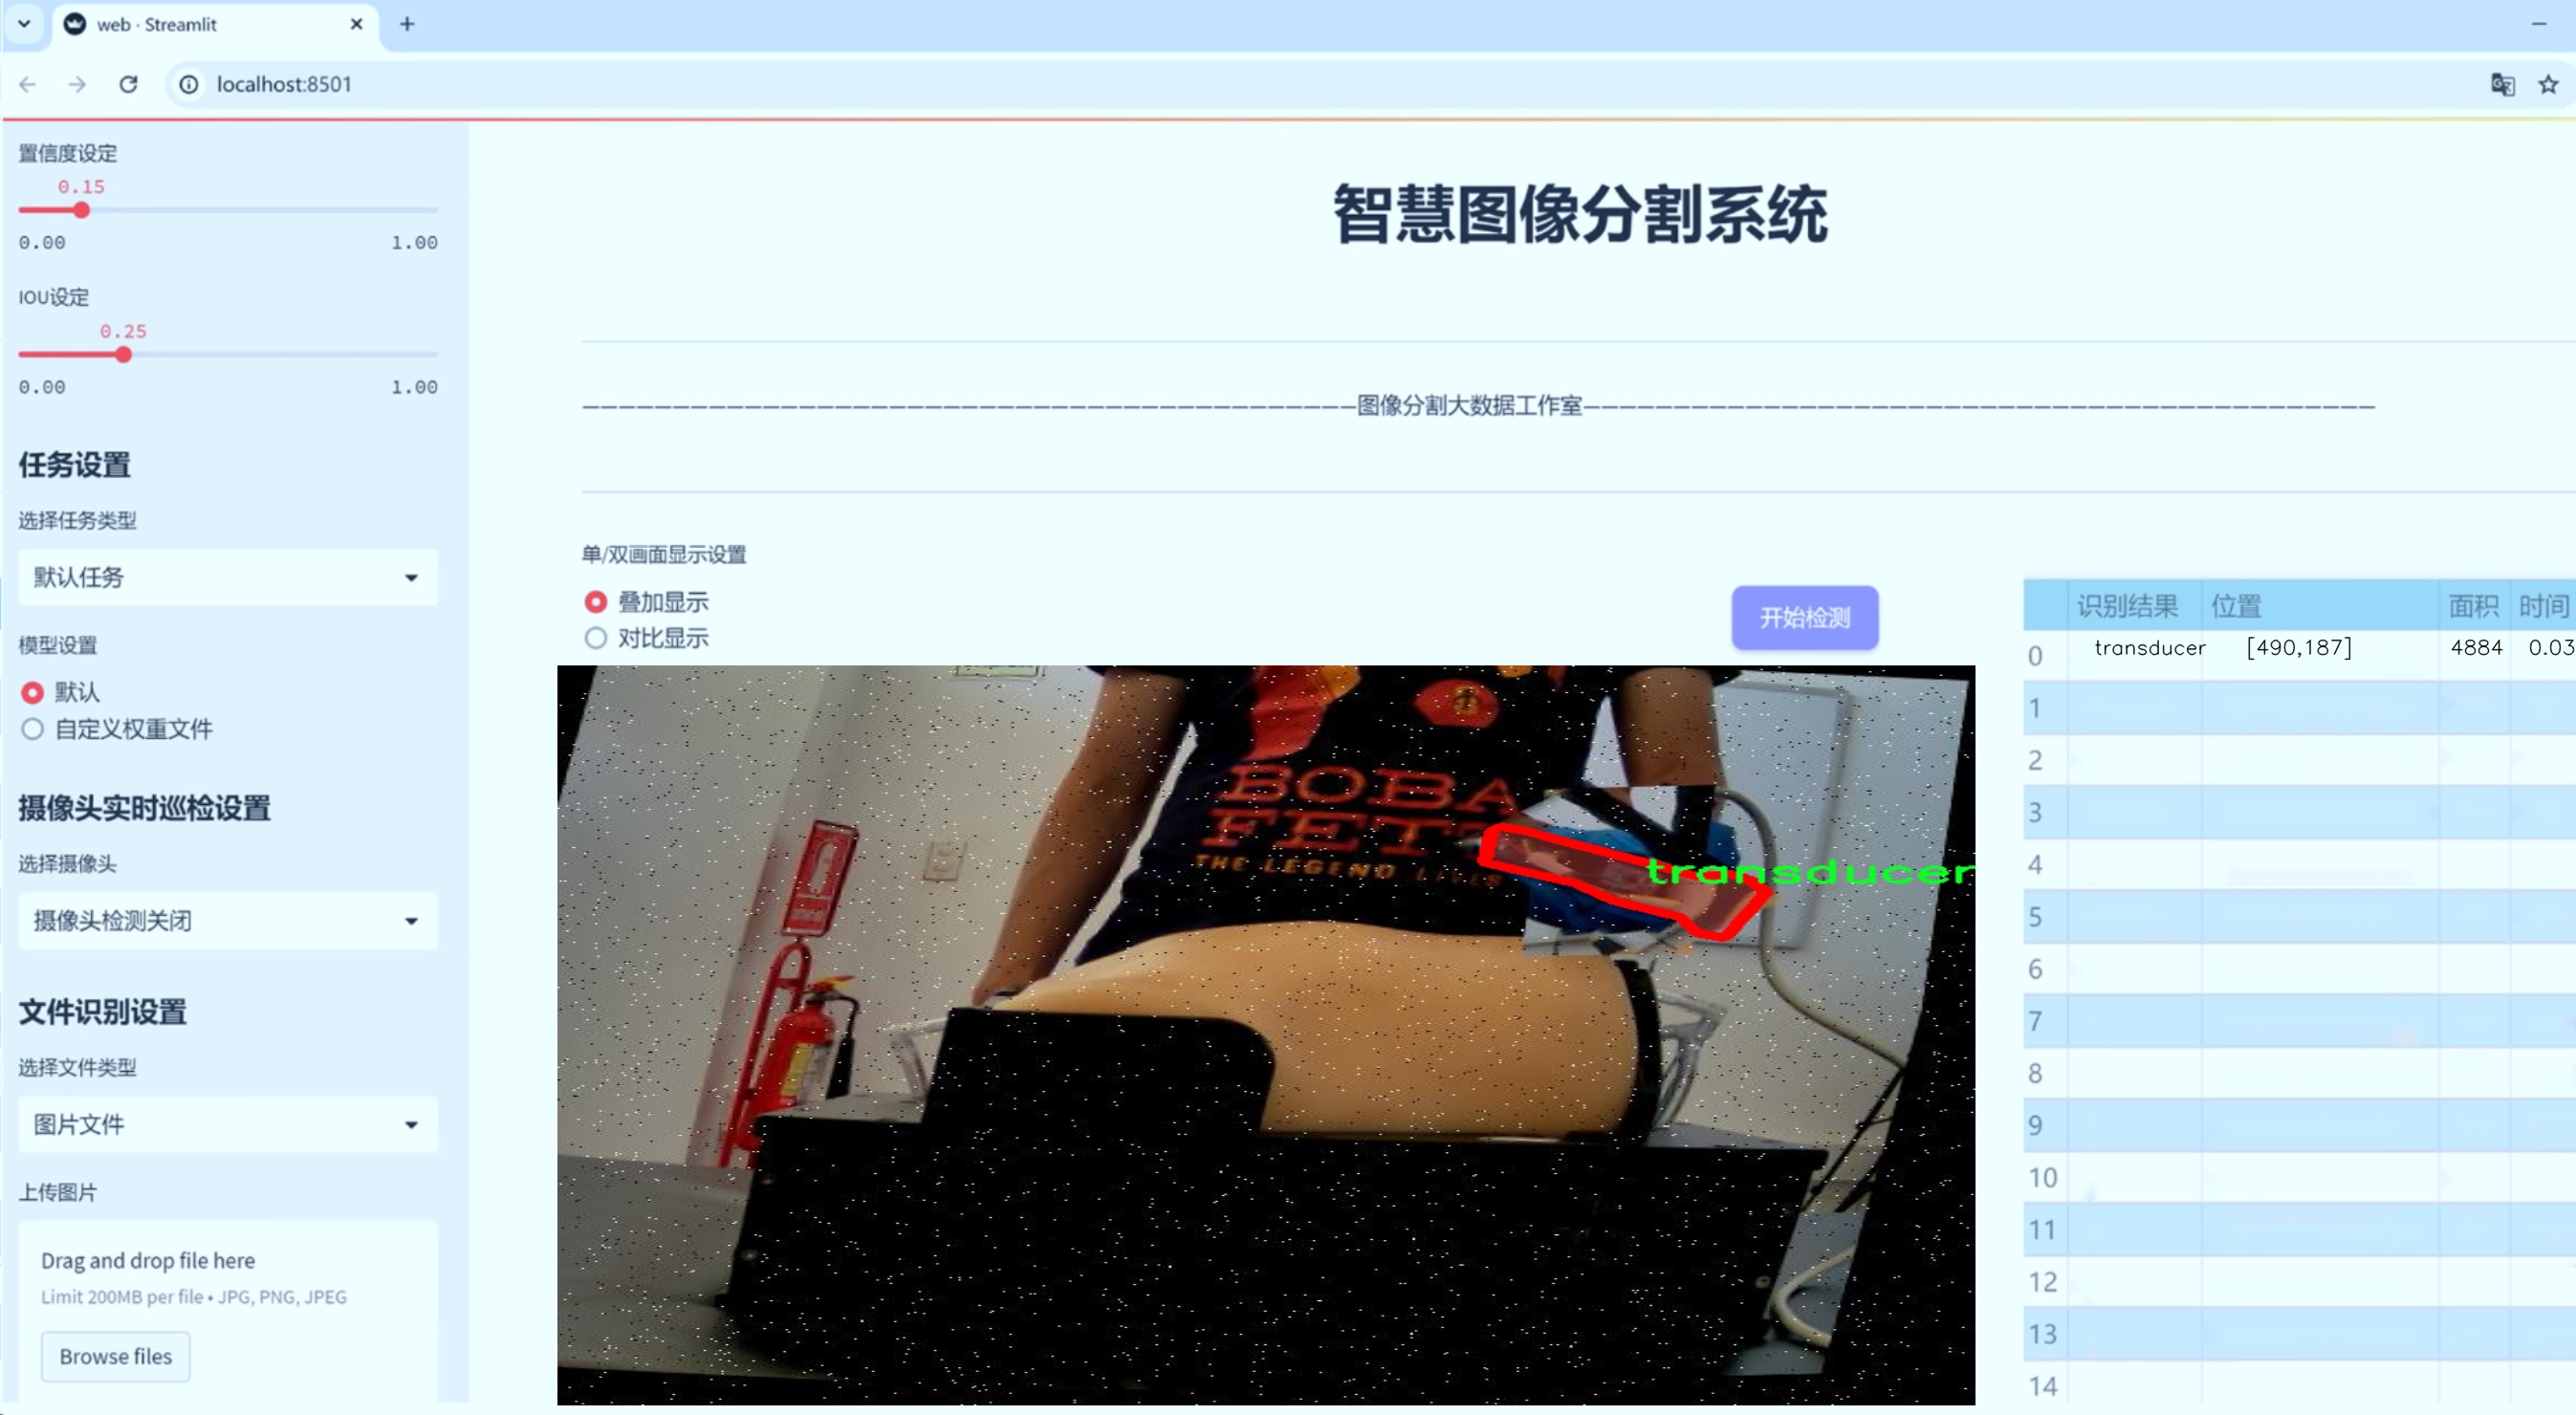 web · Streamlit
localhost:8501
置信度设定
0.15
0.00 1.00
IOU设定
0.25
0.00 1.00
任务设置
选择任务类型
默认任务
模型设置
默认
自定义权重文件
摄像头实时巡检设置
选择摄像头
摄像头检测关闭
文件识别设置
选择文件类型
图片文件
上传图片
Drag and drop file here
Limit 200MB per file • JPG, PNG, JPEG
Browse files
智慧图像分割系统
图像分割大数据工作室
单/双画面显示设置
叠加显示
对比显示
开始检测
BOBA
FETT
THE LEGEND LIVES
transducer
识别结果 位置 面积 时间
0 transducer [490,187] 4884 0.03
1
2
3
4
5
6
7
8
9
10
11
12
13
14